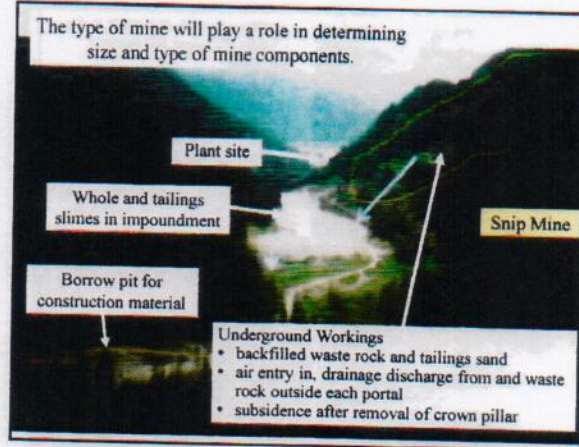 The type of mine will play a role in determining
size and type of mine components.
Plant site
Whole and tailings
slimes in impoundment
Snip Mine
Borrow pit for
construction material
Underground Workings
• backfilled waste rock and tailings sand
• air entry in, drainage discharge from and waste
rock outside each portal
• subsidence after removal of crown pillar